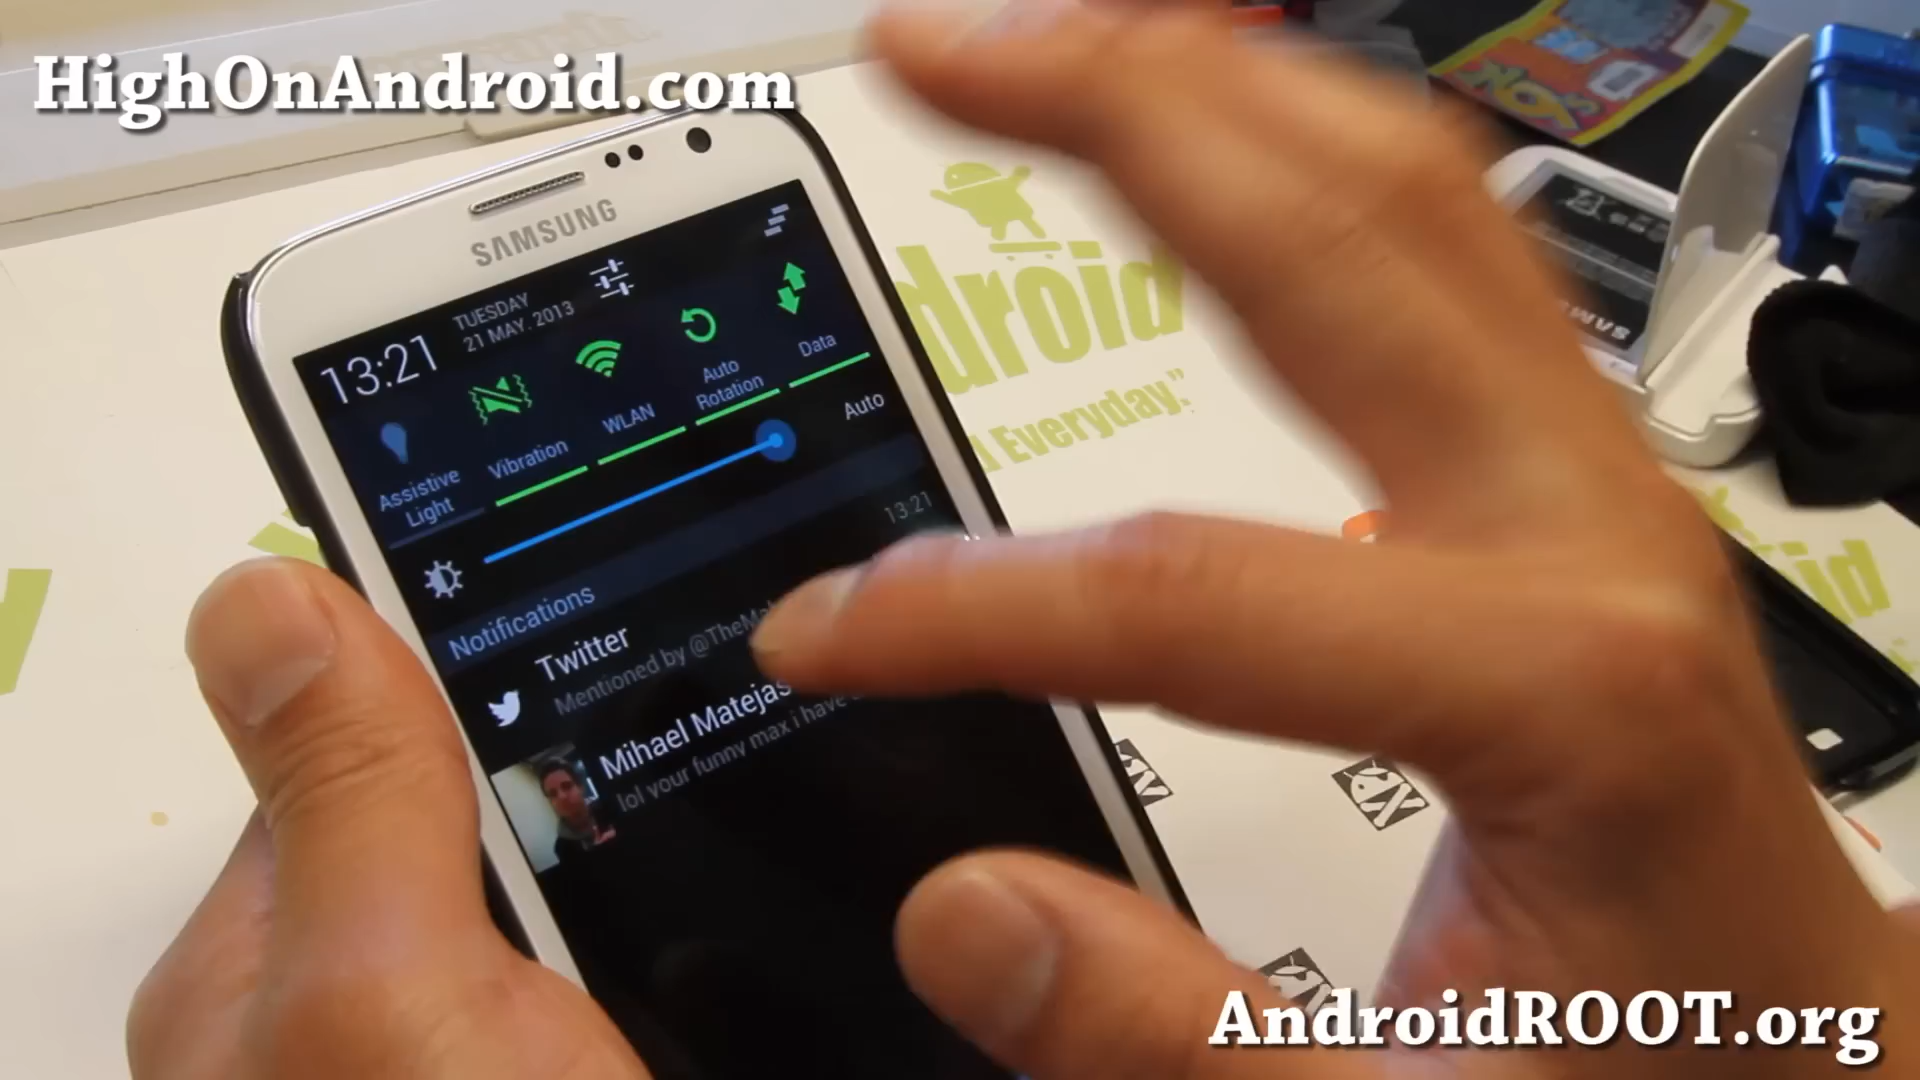 HighOnAndroid.com
SAMSUNG
13:21
TUESDAY
21 MAY. 2013
Assistive
Light
Vibration
WLAN
Auto
Rotation
Data
Auto
Notifications
13:21
Twitter
Mentioned by
Mihael Matejas
lol your funny max i have
droid
Everyday."
AndroidROOT.org